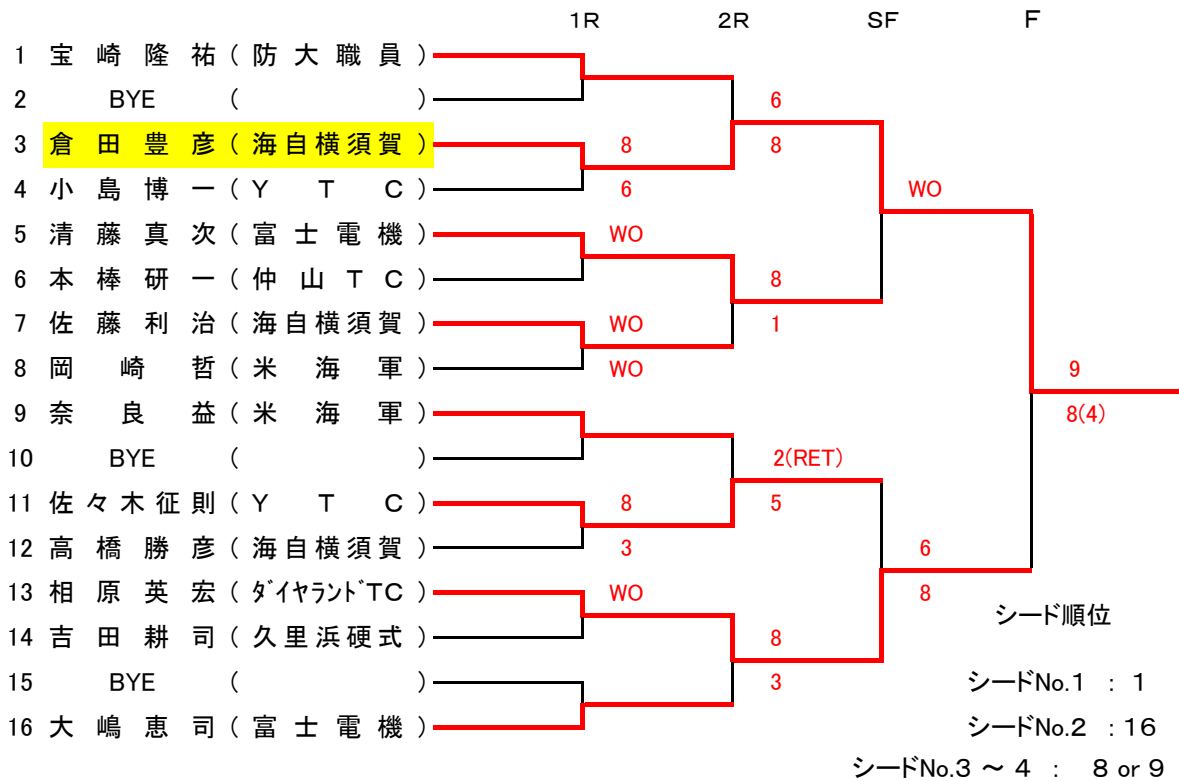 1R 2R SF F
1 宝崎隆祐(防大職員)
2 BYE ( )
6
3 倉田豊彦(海自横須賀) 8 8
4 小島博一(YTC) 6 WO
5 清藤真次(富士電機) WO
6 本棒研一(仲山TC) 8
7 佐藤利治(海自横須賀) WO 1
8 岡崎哲(米海軍) WO 9
9 奈良益(米海軍) 8(4)
10 BYE ( ) 2(RET)
11 佐々木征則(YTC) 8 5
12 高橋勝彦(海自横須賀) 3 6
13 相原英宏(ダイヤランドTC) WO 8
シード順位
14 吉田耕司(久里浜硬式) 8
15 BYE ( ) 3 シードNo.1 : 1
16 大嶋恵司(富士電機) シードNo.2 :16
シードNo.3 ~ 4 : 8 or 9